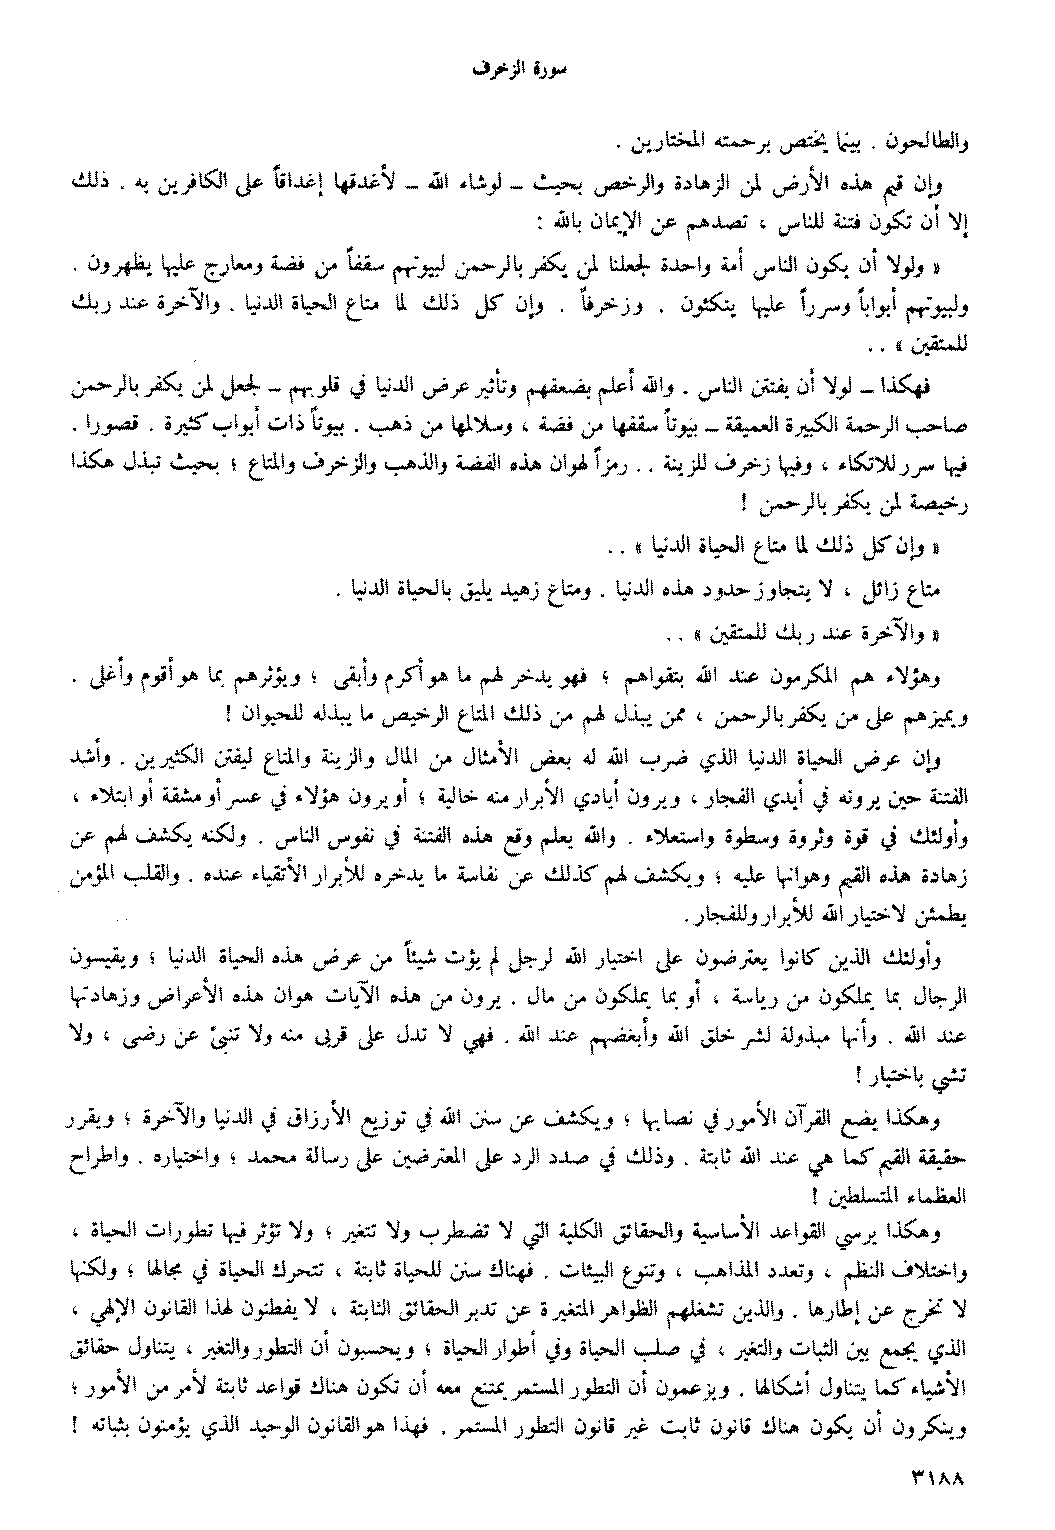 سورة الزخرف
والطالحون . بينما يختص برحمته المختارين .
وإن قيم هذه الأرض لمن الزهادة والرخص بحيث – لوشاء الله – لأغدقها إغداقاً على الكافرين به . ذلك
إلا أن تكون فتنة للناس ، تصدهم عن الإيمان بالله :
« ولولا أن يكون الناس أمة واحدة لجعلنا لمن يكفر بالرحمن لبيوتهم سقفاً من فضة ومعارج عليها يظهرون .
ولبيوتهم أبواباً وسرراً عليها يتكئون . وزخرفاً . وإن كل ذلك لما متاع الحياة الدنيا . والآخرة عند ربك
للمتقين » . .
فهكذا – لولا أن يفتتن الناس . والله أعلم بضعفهم وتأثير عرض الدنيا في قلوبهم – لجعل لمن يكفر بالرحمن
صاحب الرحمة الكبيرة العميقة – بيوتاً سقفها من فضة ، وسلالمها من ذهب . بيوتاً ذات أبواب كثيرة . قصورا .
فيها سرر للاتكاء ، وفيها زخرف للزينة . . رمزاً لهوان هذه الفضة والذهب والزخرف والمتاع ؛ بحيث تبذل هكذا
رخيصة لمن يكفر بالرحمن !
« وإن كل ذلك لما متاع الحياة الدنيا » . .
متاع زائل ، لا يتجاوز حدود هذه الدنيا . ومتاع زهيد يليق بالحياة الدنيا .
« والآخرة عند ربك للمتقين » . .
وهؤلاء هم المكرمون عند الله بتقواهم ؛ فهو يدخر لهم ما هو أكرم وأبقى ؛ ويؤثرهم بما هو أقوم وأغلى .
ويميزهم على من يكفر بالرحمن ، ممن يبذل لهم من ذلك المتاع الرخيص ما يبذله للحيوان !
وإن عرض الحياة الدنيا الذي ضرب الله له بعض الأمثال من المال والزينة والمتاع ليفتن الكثيرين . وأشد
الفتنة حين يرونه في أيدي الفجار ، ويرون أيادي الأبرار منه خالية ؛ أو يرون هؤلاء في عسر أو مشقة أو ابتلاء ،
وأولئك في قوة وثروة وسطوة واستعلاء . والله يعلم وقع هذه الفتنة في نفوس الناس . ولكنه يكشف لهم عن
زهادة هذه القيم وهوانها عليه ؛ ويكشف لهم كذلك عن نفاسة ما يدخره للأبرار الأتقياء عنده . والقلب المؤمن
يطمئن لاختيار الله للأبرار وللفجار .
وأولئك الذين كانوا يعترضون على اختيار الله لرجل لم يؤت شيئاً من عرض هذه الحياة الدنيا ؛ ويقيسون
الرجال بما يملكون من رياسة ، أو بما يملكون من مال . يرون من هذه الآيات هوان هذه الأعراض وزهادتها
عند الله . وأنها مبذولة لشر خلق الله وأبغضهم عند الله . فهي لا تدل على قربى منه ولا تنبئ عن رضى ، ولا
تشي باختيار !
وهكذا يضع القرآن الأمور في نصابها ؛ ويكشف عن سنن الله في توزيع الأرزاق في الدنيا والآخرة ؛ ويقرر
حقيقة القيم كما هي عند الله ثابتة . وذلك في صدد الرد على المعترضين على رسالة محمد ؛ واختياره . واطراح
العظماء المتسلطين !
وهكذا يرسي القواعد الأساسية والحقائق الكلية التي لا تضطرب ولا تتغير ؛ ولا تؤثر فيها تطورات الحياة ،
واختلاف النظم ، وتعدد المذاهب ، وتنوع البيئات . فهناك سنن للحياة ثابتة ، تتحرك الحياة في مجالها ؛ ولكنها
لا تخرج عن إطارها . والذين تشغلهم الظواهر المتغيرة عن تدبر الحقائق الثابتة ، لا يفطنون لهذا القانون الإلهي ،
الذي يجمع بين الثبات والتغير ، في صلب الحياة وفي أطوار الحياة ؛ ويحسبون أن التطور والتغير ، يتناول حقائق
الأشياء كما يتناول أشكالها . ويزعمون أن التطور المستمر يمتنع معه أن تكون هناك قواعد ثابتة لأمر من الأمور ؛
وينكرون أن يكون هناك قانون ثابت غير قانون التطور المستمر . فهذا هو القانون الوحيد الذي يؤمنون بثباته !
٣١٨٨